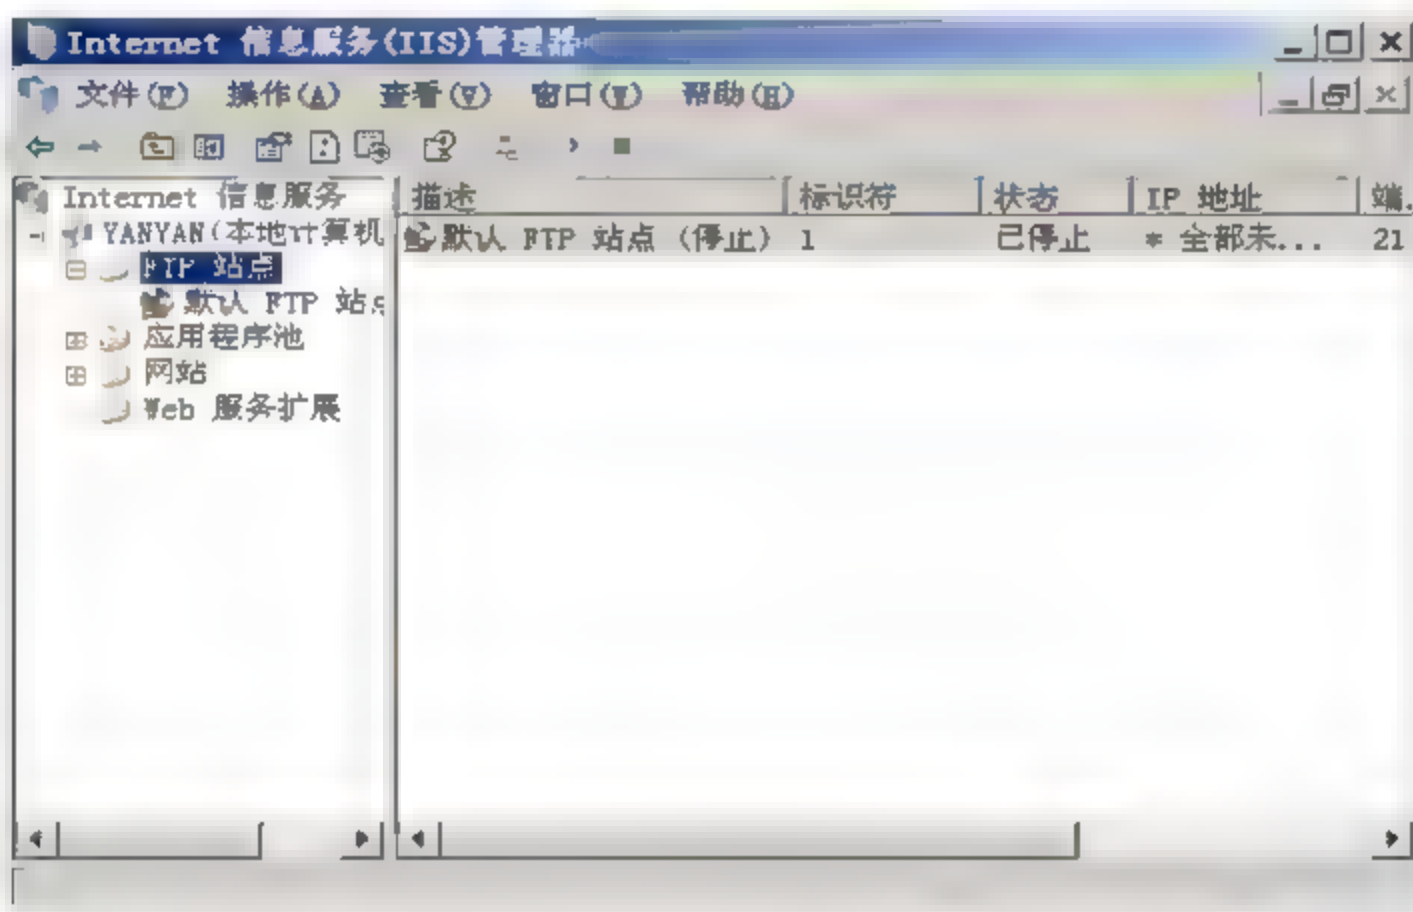 Internet 信息服务(IIS)管理器
文件(F) 操作(A) 查看(V) 窗口(W) 帮助(H)
Internet 信息服务
YANYAN(本地计算机
FTP 站点
默认 FTP 站点
应用程序池
网站
Web 服务扩展
描述 标识符 状态 IP 地址 端.
默认 FTP 站点 (停止) 1 已停止 * 全部未... 21